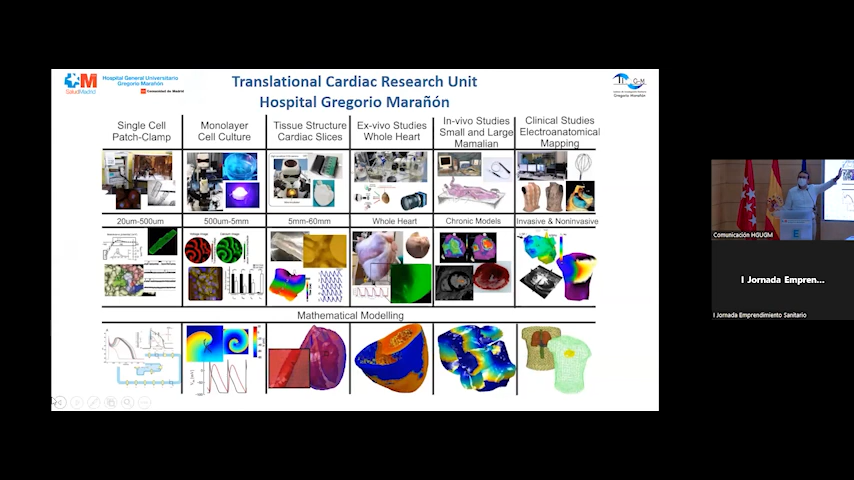 SaludMadrid
Hospital General Universitario
Gregorio Marañón
Comunidad de Madrid
Translational Cardiac Research Unit
Hospital Gregorio Marañón
G M
Gregorio Marañón
Single Cell
Patch-Clamp
Monolayer
Cell Culture
Tissue Structure
Cardiac Slices
Ex-vivo Studies
Whole Heart
In-vivo Studies
Small and Large
Mamalian
Clinical Studies
Electroanatomical
Mapping
20um-500um
500um-5mm
5mm-60mm
Whole Heart
Chronic Models
Invasive & Noninvasive
Mathematical Modelling
Comunicación HGUGM
E
I Jornada Empren...
I Jornada Emprendimiento Sanitario